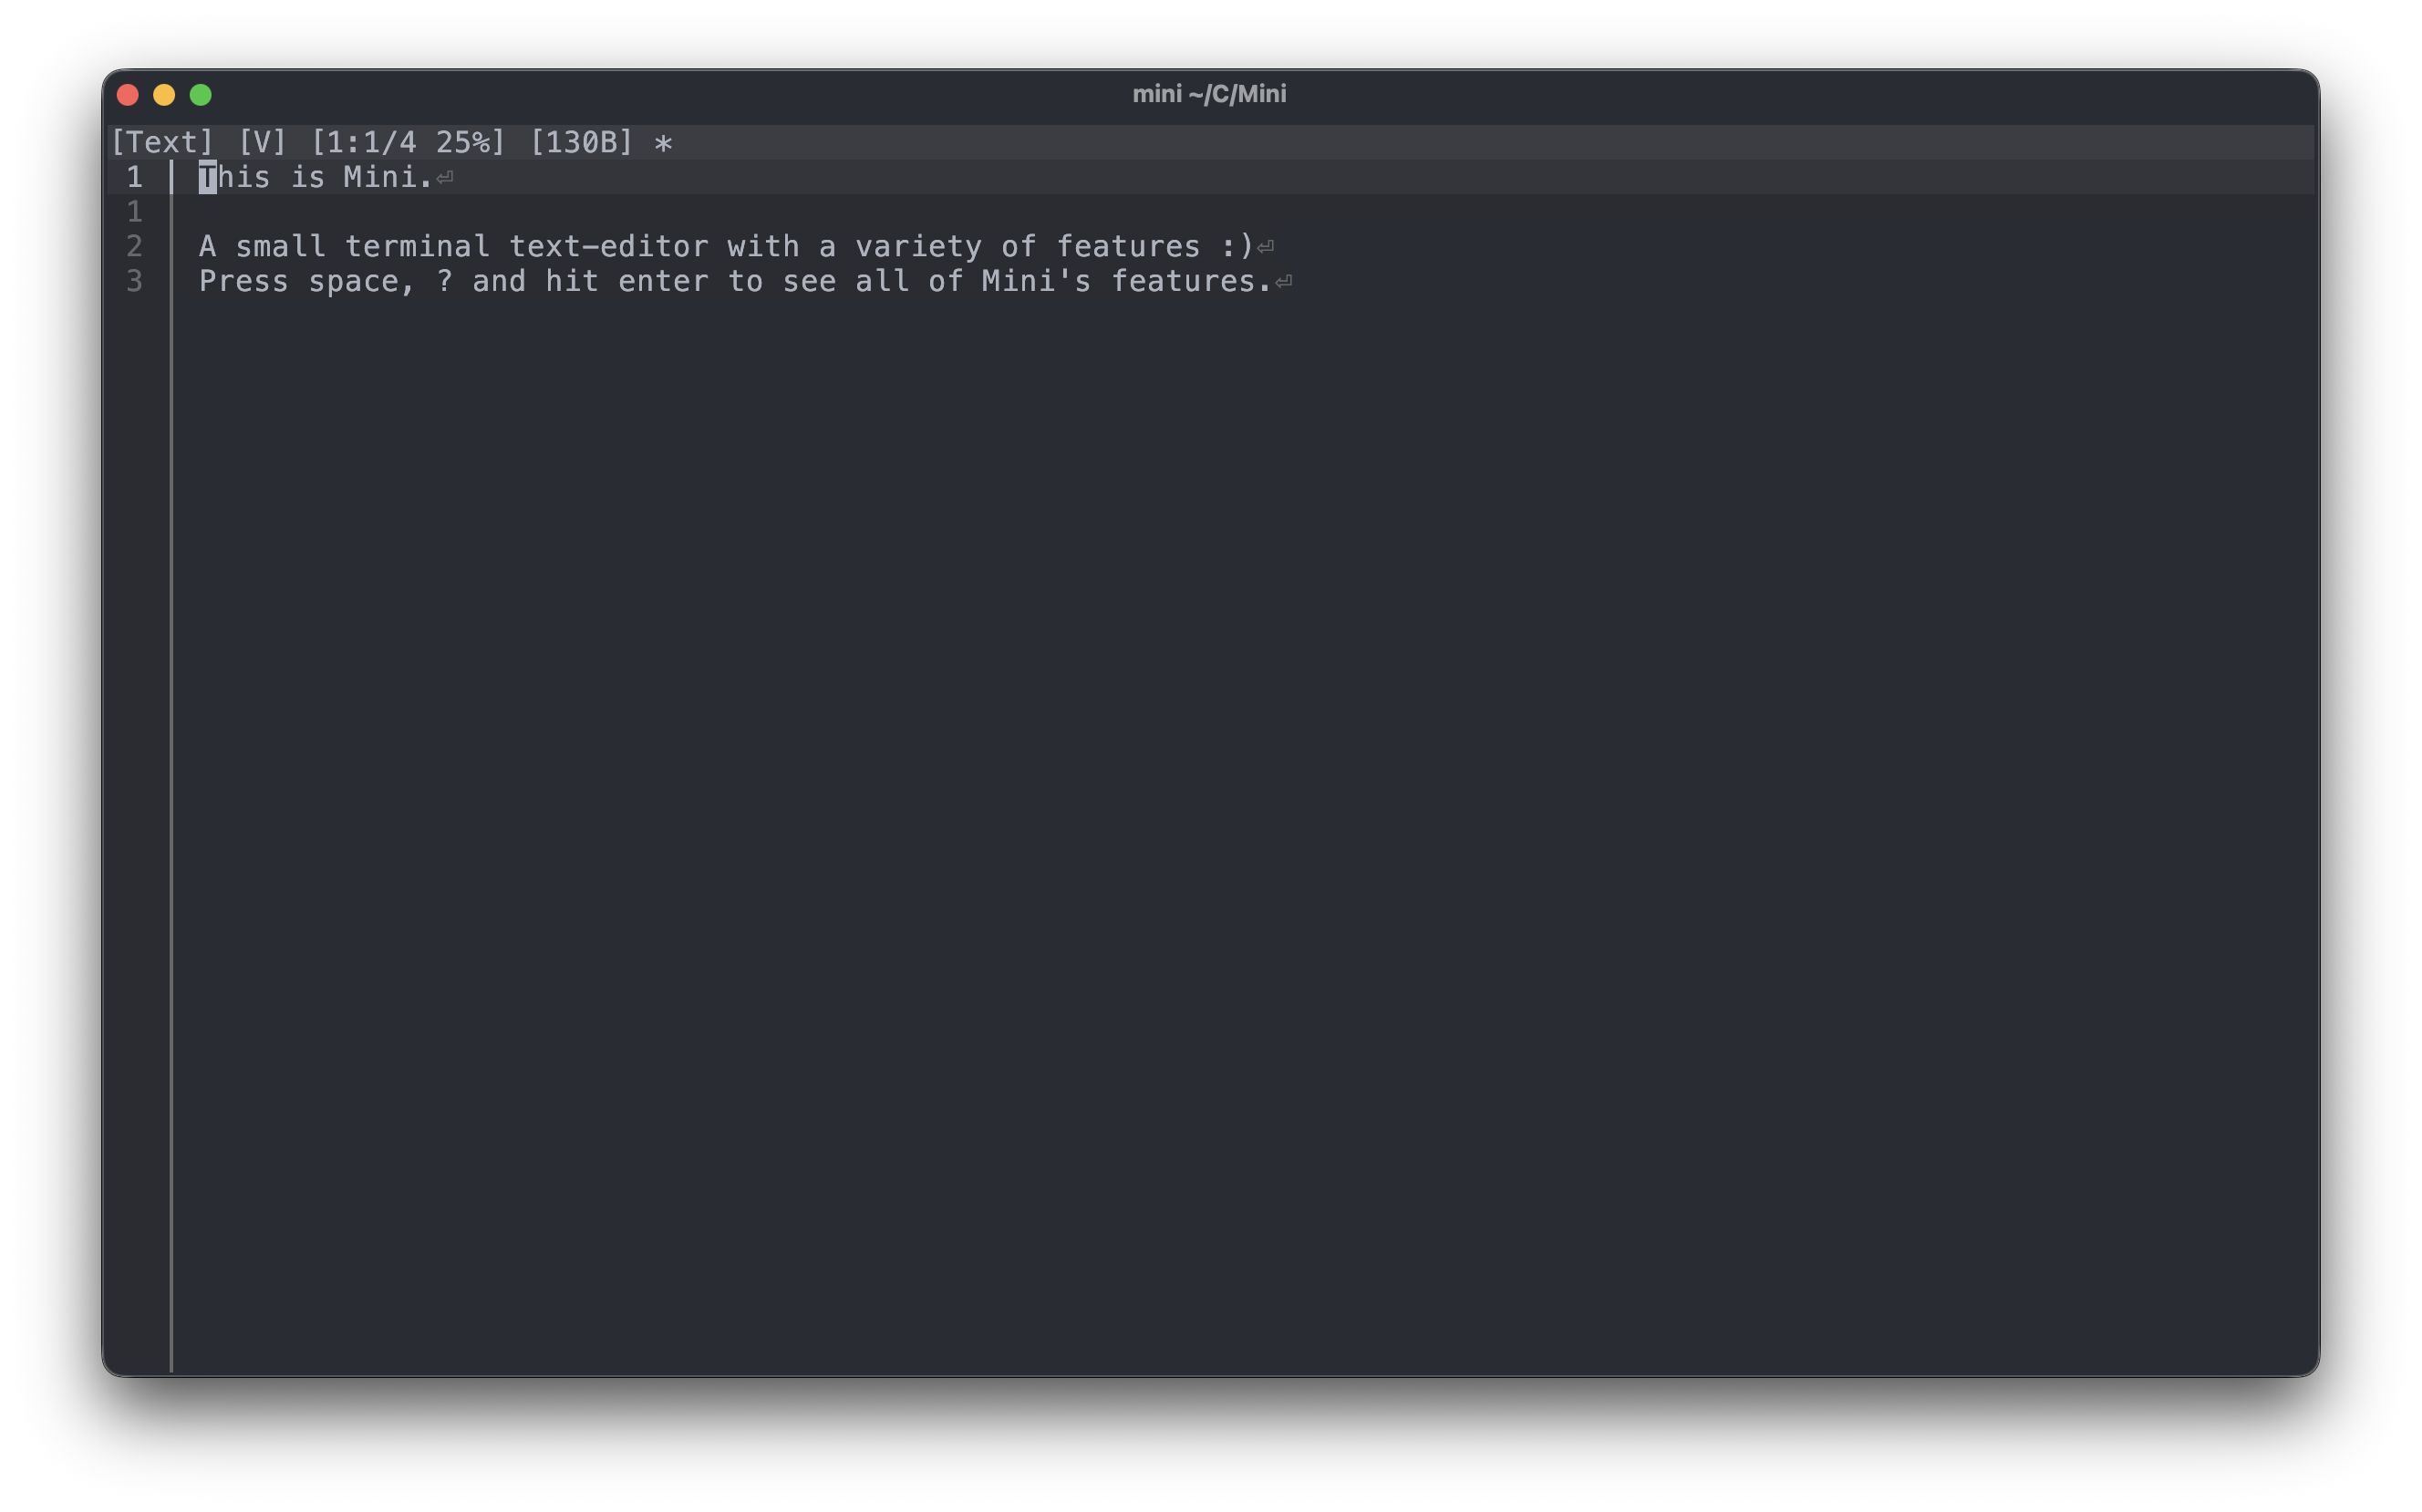 mini ~/C/Mini
[Text] [V] [1:1/4 25%] [130B] *
1 This is Mini.⏎
1
2 A small terminal text-editor with a variety of features :)⏎
3 Press space, ? and hit enter to see all of Mini's features.⏎